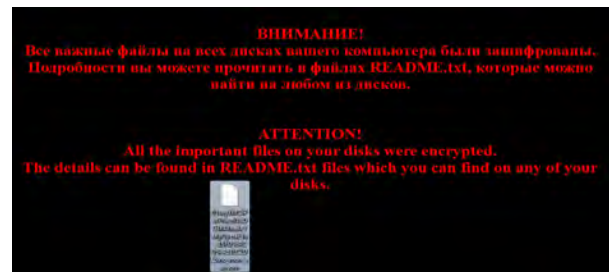 ВНИМАНИЕ!
Все важные файлы на всех дисках вашего компьютера были зашифрованы.
Подробности вы можете прочитать в файлах README.txt, которые можно
найти на любом из дисков.
ATTENTION!
All the important files on your disks were encrypted.
The details can be found in README.txt files which you can find on any of your
disks.